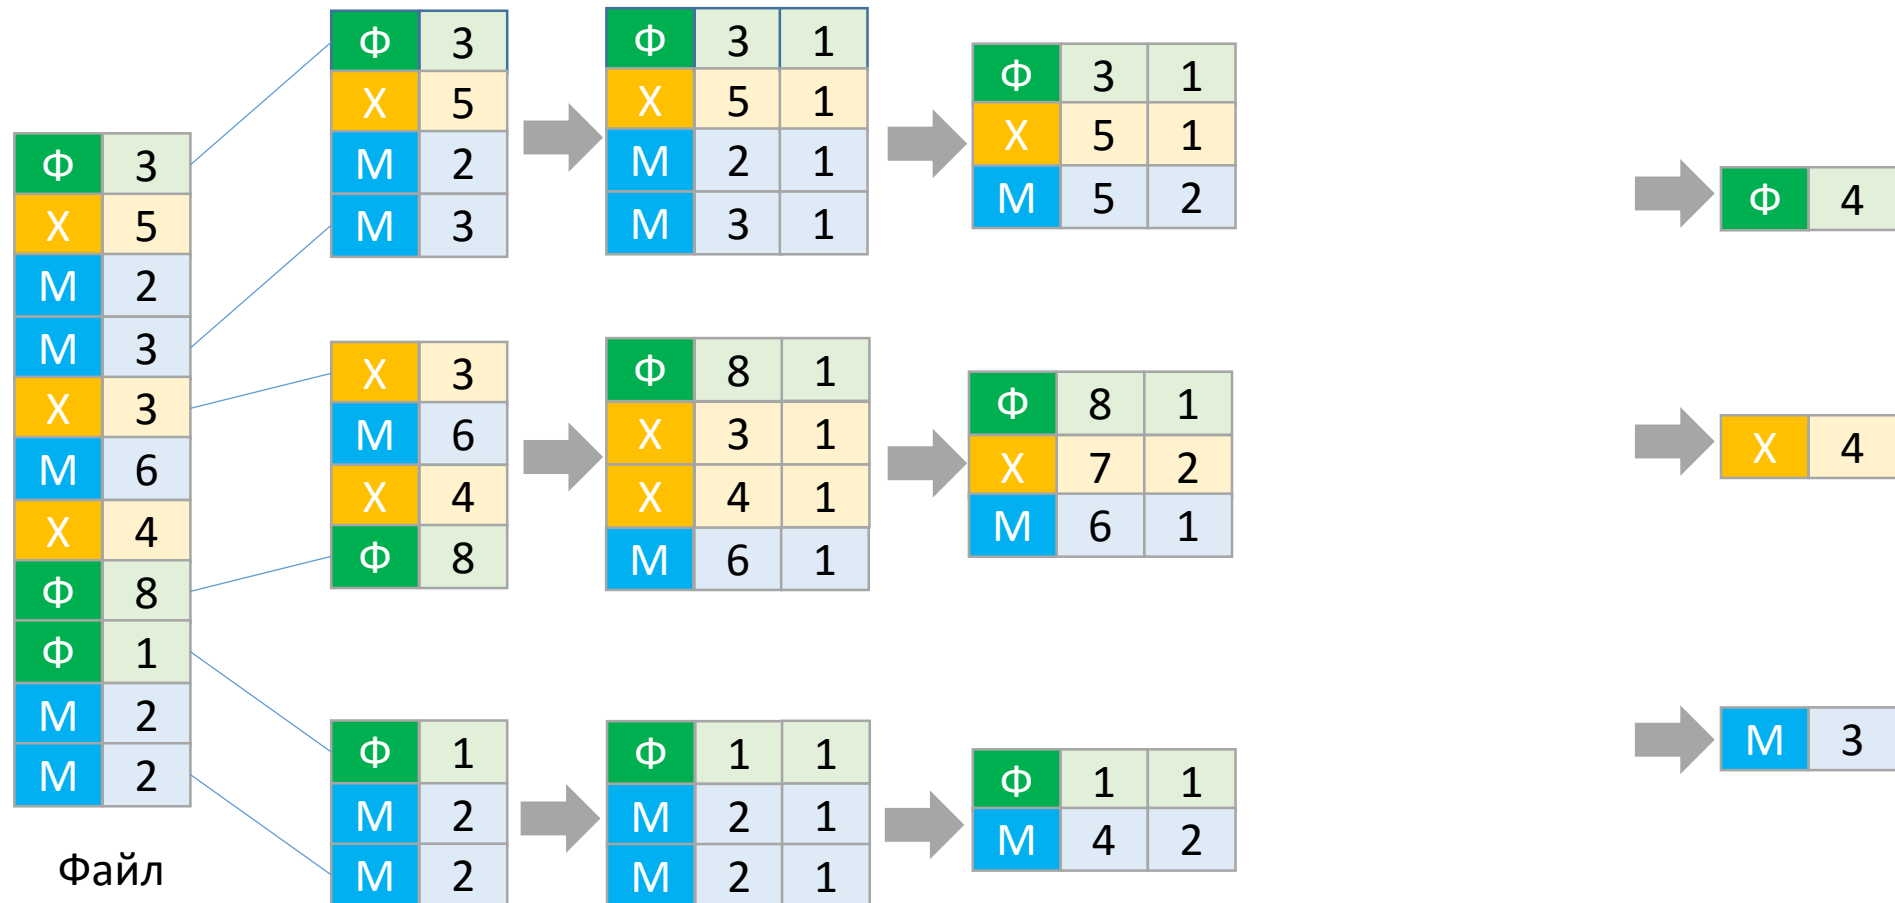 Ф 3
Х 5
М 2
М 3
Х 3
М 6
Х 4
Ф 8
Ф 1
М 2
М 2
Файл
Ф 3
Х 5
М 2
М 3
Х 3
М 6
Х 4
Ф 8
Ф 1
М 2
М 2
Ф 3 1
Х 5 1
М 2 1
М 3 1
Ф 8 1
Х 3 1
Х 4 1
М 6 1
Ф 1 1
М 2 1
М 2 1
Ф 3 1
Х 5 1
М 5 2
Ф 8 1
Х 7 2
М 6 1
Ф 1 1
М 4 2
Ф 4
Х 4
М 3